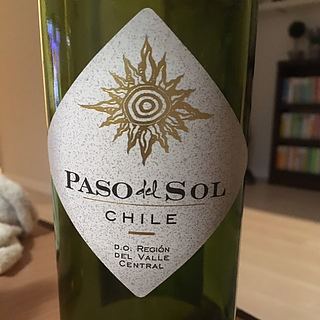 PASO del SOL
CHILE
D.O. REGIÓN
DEL VALLE
CENTRAL